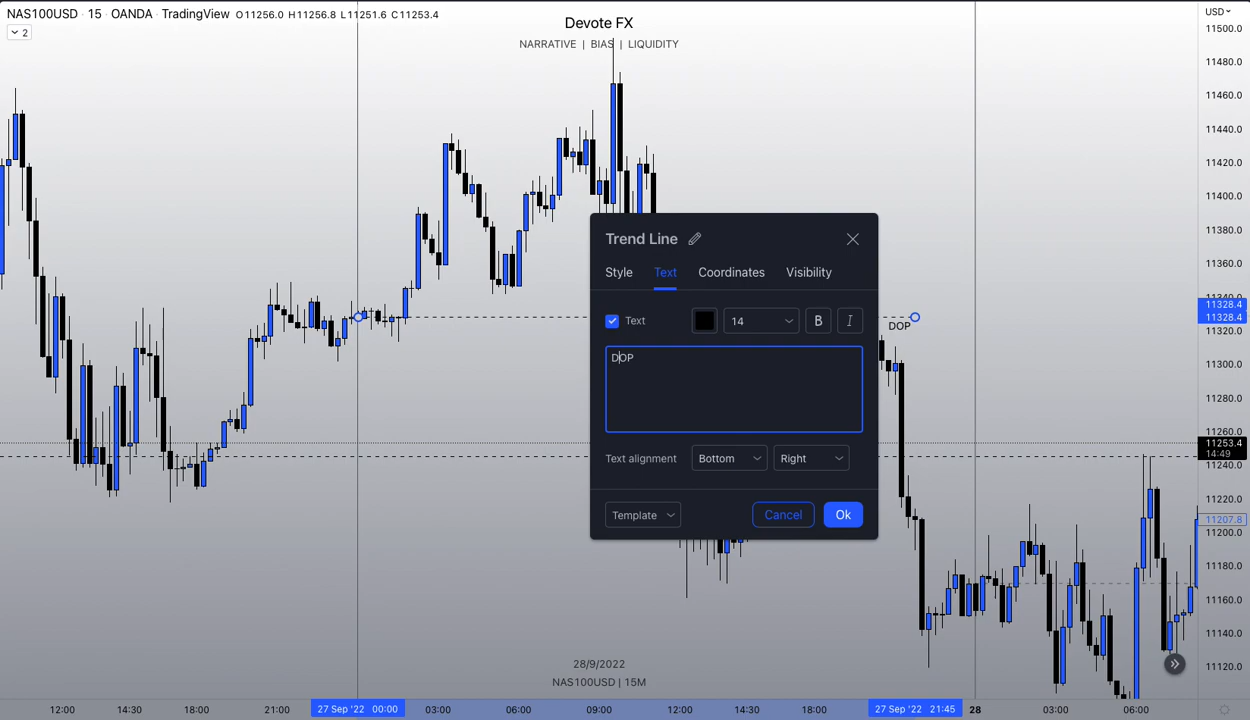 NAS100USD · 15 · OANDA · TradingView O11256.0 H11256.8 L11251.6 C11253.4
2
Devote FX
NARRATIVE | BIAS | LIQUIDITY
USD
11500.0
11480.0
11460.0
11440.0
11420.0
11400.0
11380.0
11360.0
11340.0
11328.4
11328.4
11320.0
11300.0
11280.0
11260.0
11253.4
14:49
11240.0
11220.0
11207.8
11200.0
11180.0
11160.0
11140.0
11120.0
Trend Line
Style Text Coordinates Visibility
Text 14 B I
DOP
DOP
Text alignment Bottom Right
Template Cancel Ok
28/9/2022
NAS100USD | 15M
12:00 14:30 18:00 21:00 27 Sep '22 00:00 03:00 06:00 09:00 12:00 14:30 18:00 27 Sep '22 21:45 28 03:00 06:00